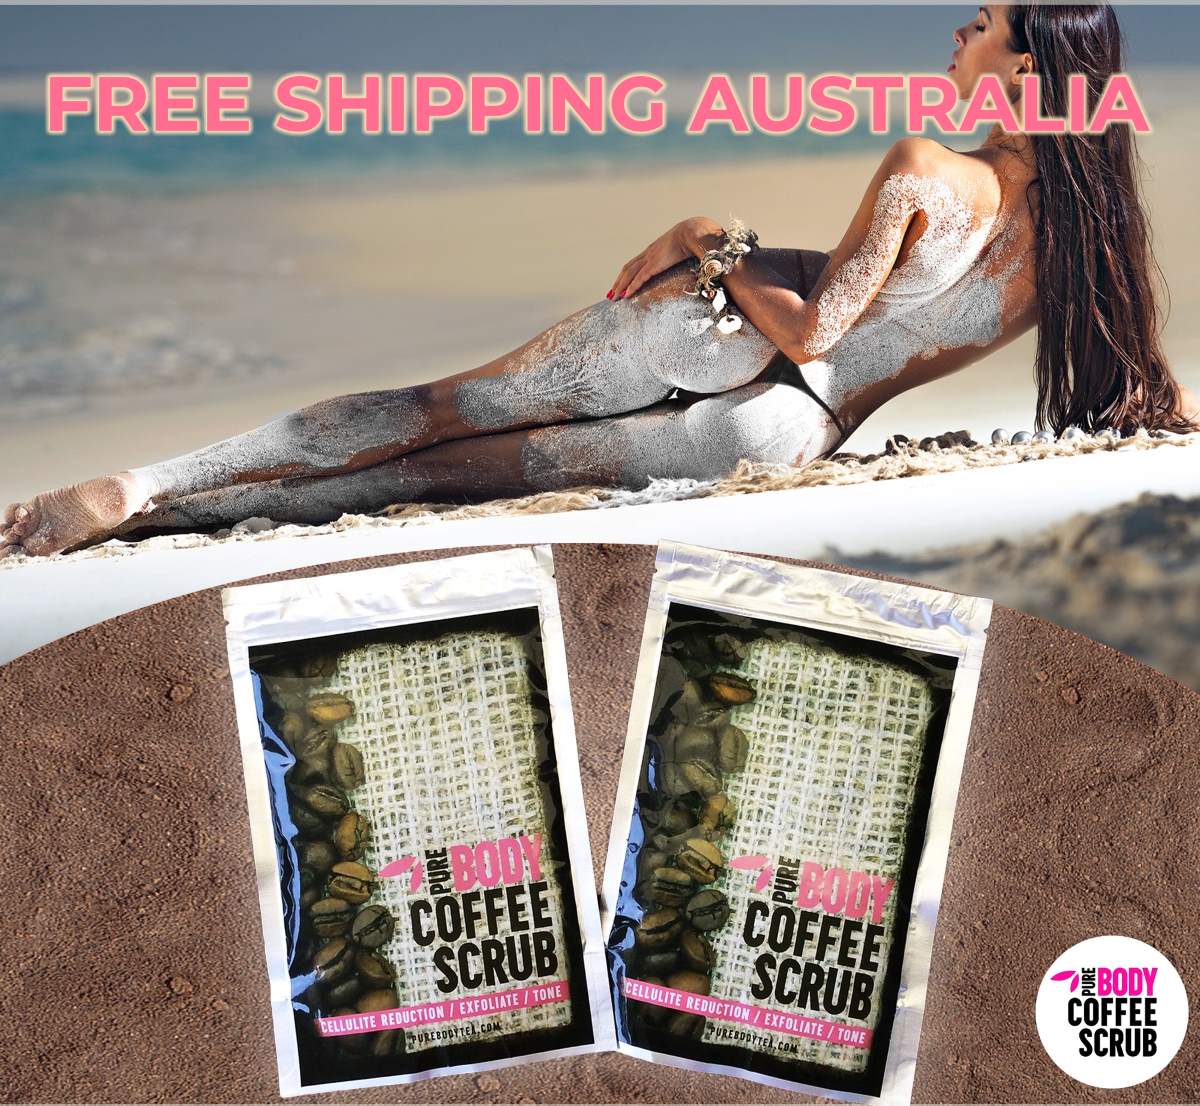 FREE SHIPPING AUSTRALIA
PURE BODY
COFFEE
SCRUB
CELLULITE REDUCTION / EXFOLIATE / TONE
PUREBODYTEA.COM
PURE BODY
COFFEE
SCRUB
CELLULITE REDUCTION / EXFOLIATE / TONE
PUREBODYTEA.COM
PURE BODY
COFFEE
SCRUB